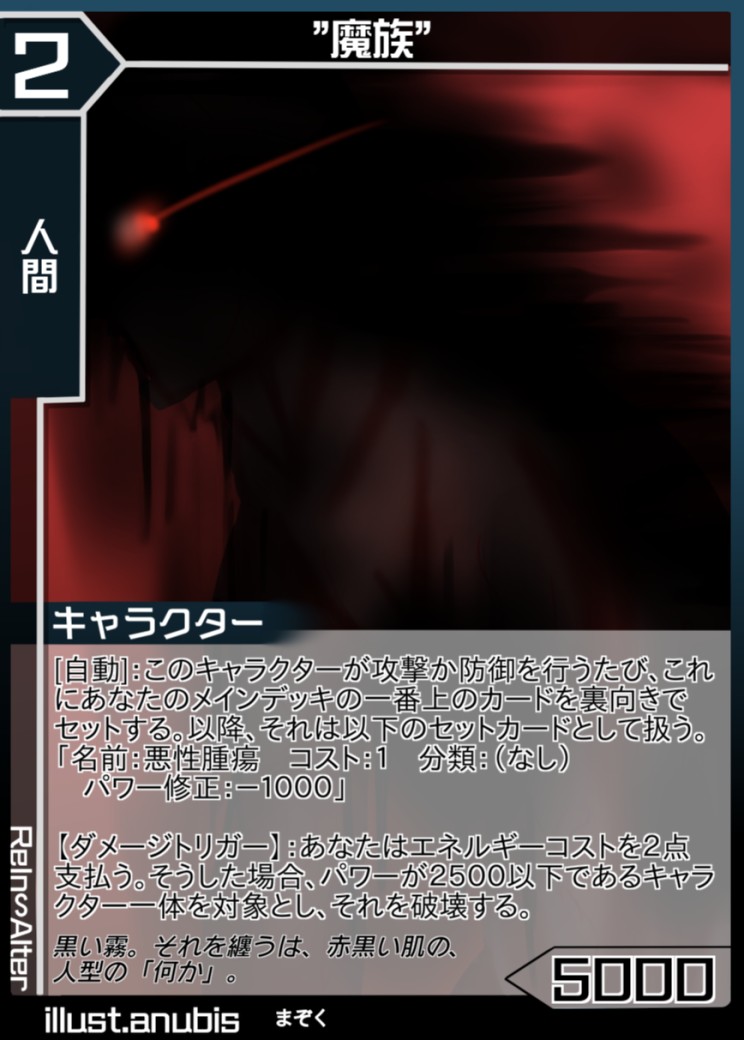 ”魔族”
2
人間
キャラクター
[自動]:このキャラクターが攻撃か防御を行うたび、これ
にあなたのメインデッキの一番上のカードを裏向きで
セットする。以降、それは以下のセットカードとして扱う。
「名前:悪性腫瘍　コスト:1　分類:(なし)
パワー修正:−1000」
【ダメージトリガー】:あなたはエネルギーコストを2点
支払う。そうした場合、パワーが2500以下であるキャラ
クター一体を対象とし、それを破壊する。
黒い霧。それを纏うは、赤黒い肌の、
人型の「何か」。
5000
ReIn∽Alter
illust.anubis　まぞく